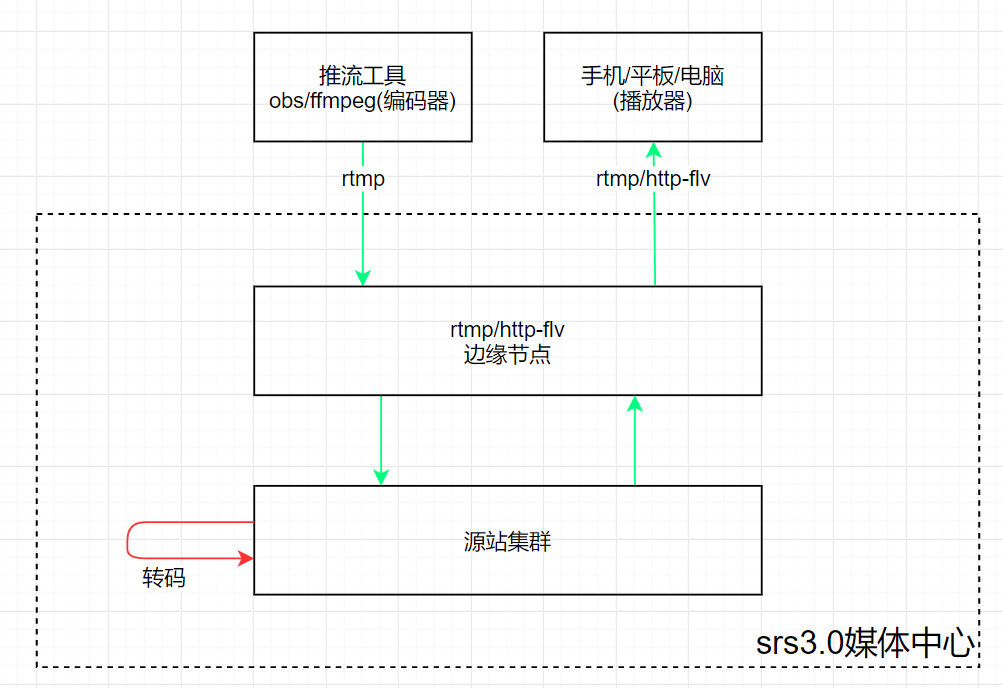 推流工具
obs/ffmpeg(编码器)
手机/平板/电脑
(播放器)
rtmp
rtmp/http-flv
rtmp/http-flv
边缘节点
源站集群
转码
srs3.0媒体中心